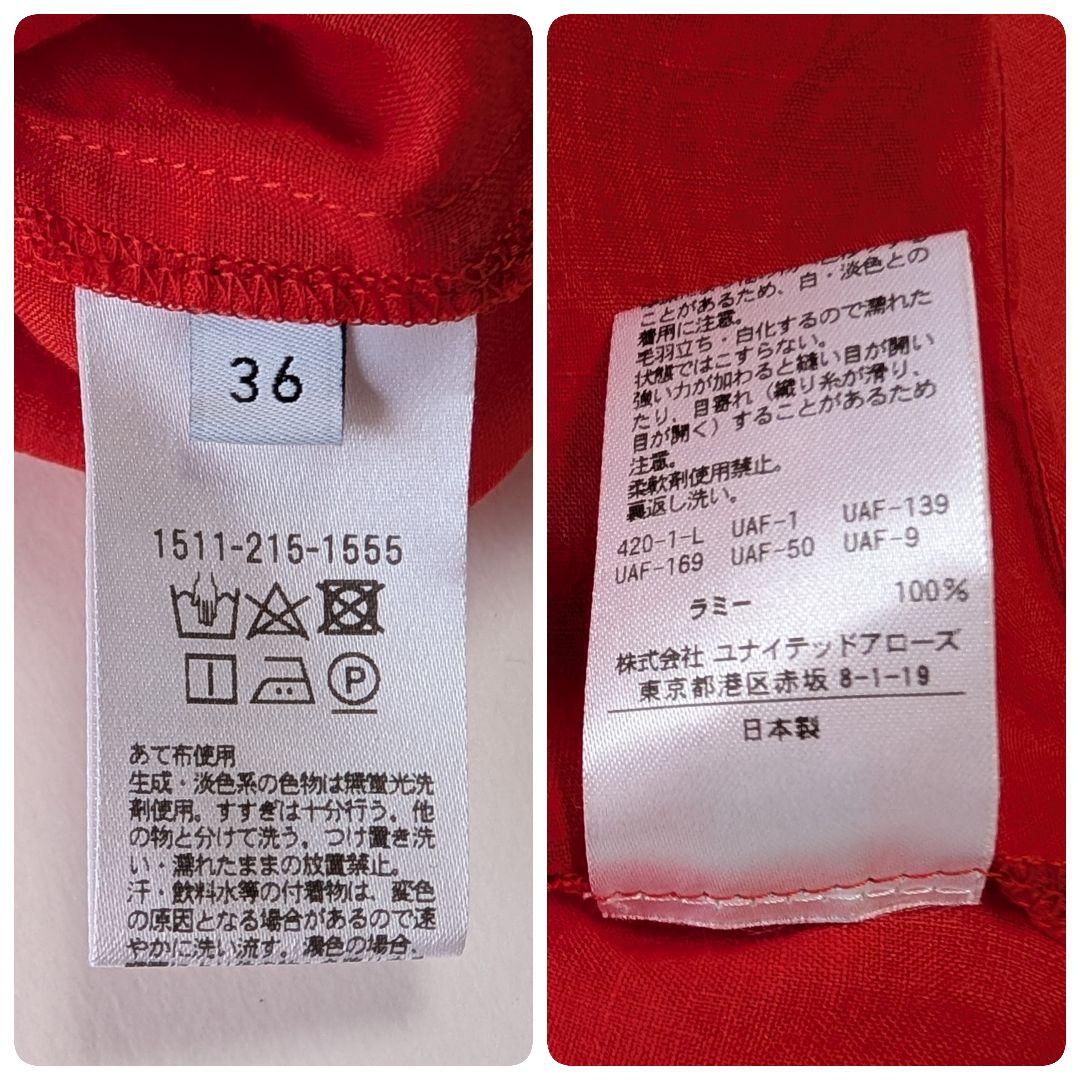 36
1511-215-1555
P
あて布使用
生成・淡色系の色物は無蛍光洗
剤使用。すすぎは十分行う。他
の物と分けて洗う。つけ置き洗
い・濡れたままの放置禁止。
汗・飲料水等の付着物は、変色
の原因となる場合があるので速
やかに洗い流す。濃色の場合、
ことがあるため、白・淡色との
着用に注意。
毛羽立ち・白化するので濡れた
状態ではこすらない。
強い力が加わると縫い目が開い
たり、目寄れ(織り糸が滑り、
目が開く)することがあるため
注意。
柔軟剤使用禁止。
裏返し洗い。
420-1-L UAF-1 UAF-139
UAF-169 UAF-50 UAF-9
ラミー 100%
株式会社 ユナイテッドアローズ
東京都港区赤坂 8-1-19
日本製